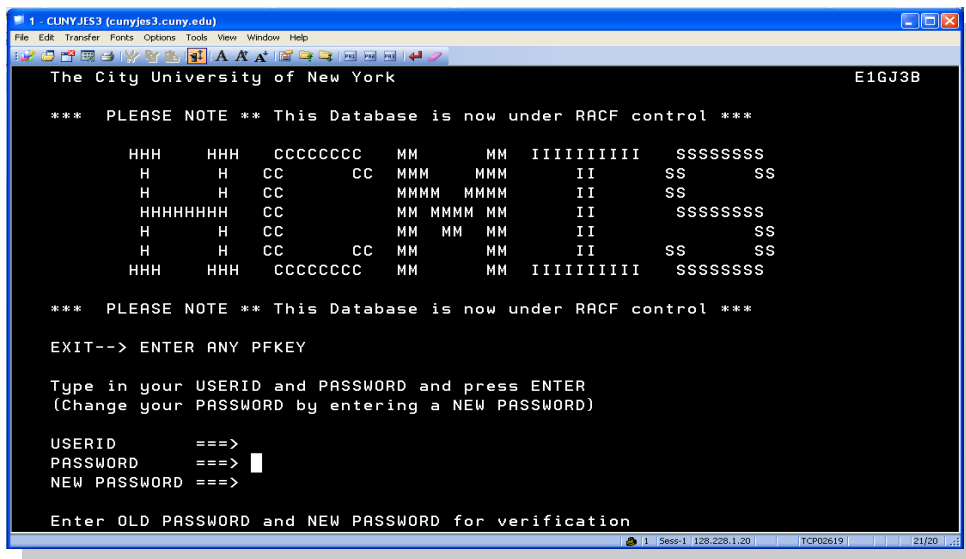 1 - CUNYJES3 (cunyjes3.cuny.edu)
File Edit Transfer Fonts Options Tools View Window Help
The City University of New York E1GJ3B
*** PLEASE NOTE ** This Database is now under RACF control ***
HHH HHH CCCCCCCC MM MM IIIIIIIIII SSSSSSSS
H H CC CC MMM MMM II SS SS
H H CC MMMM MMMM II SS
HHHHHHHH CC MM MMMM MM II SSSSSSSS
H H CC MM MM MM II SS
H H CC CC MM MM II SS SS
HHH HHH CCCCCCCC MM MM IIIIIIIIII SSSSSSSS
*** PLEASE NOTE ** This Database is now under RACF control ***
EXIT--> ENTER ANY PFKEY
Type in your USERID and PASSWORD and press ENTER
(Change your PASSWORD by entering a NEW PASSWORD)
USERID ===>
PASSWORD ===>
NEW PASSWORD ===>
Enter OLD PASSWORD and NEW PASSWORD for verification
1 Sess-1 128.228.1.20 TCP02619 21/20